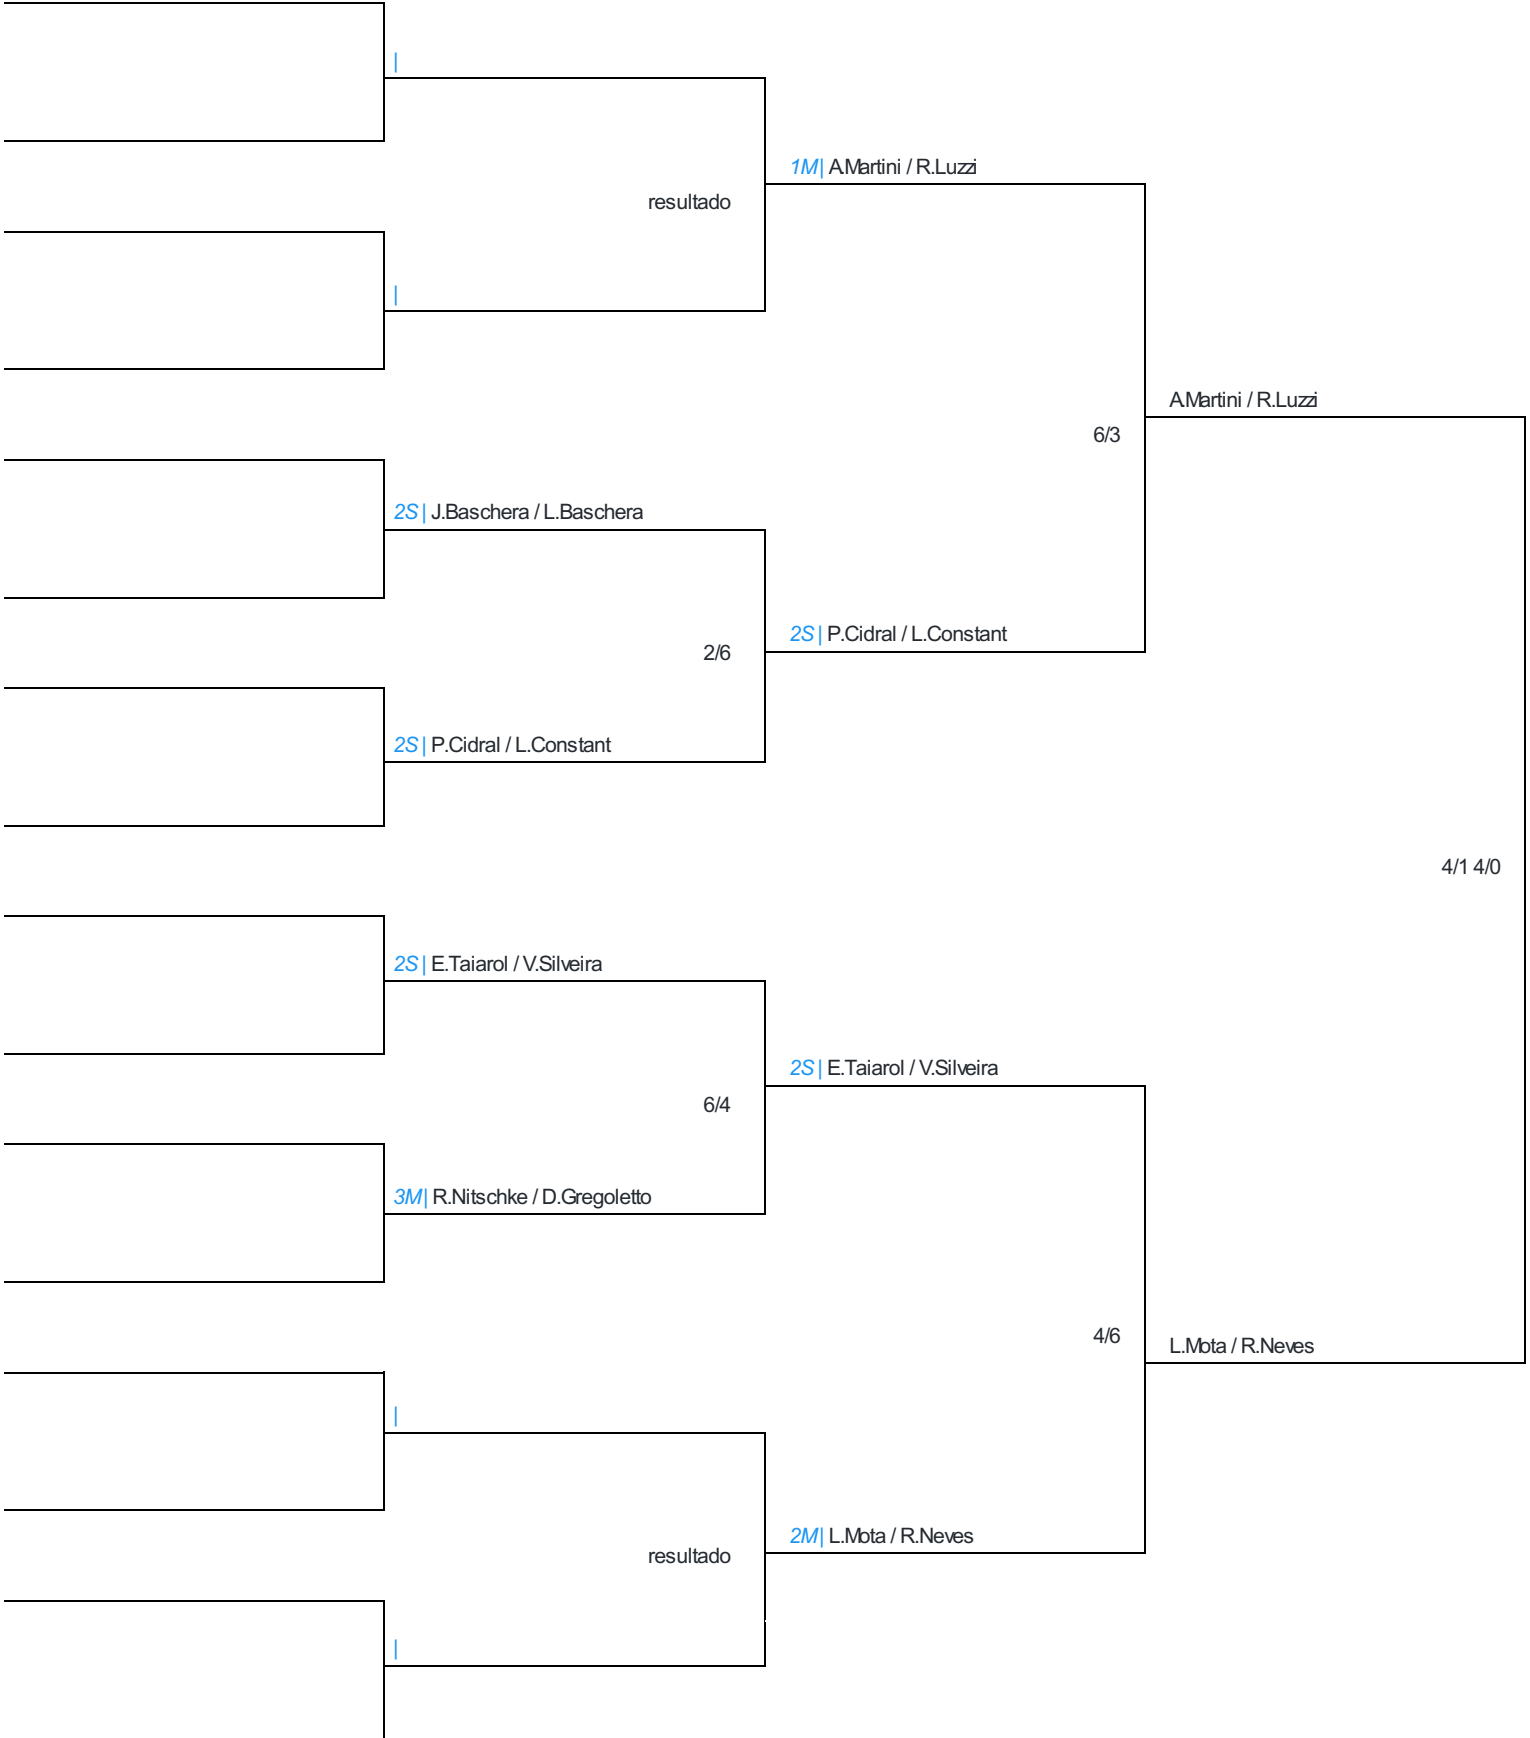 |
1M| A.Martini / R.Luzzi
resultado
|
A.Martini / R.Luzzi
6/3
2S| J.Baschera / L.Baschera
2S| P.Cidral / L.Constant
2/6
2S| P.Cidral / L.Constant
4/1 4/0
2S| E.Taiarol / V.Silveira
2S| E.Taiarol / V.Silveira
6/4
3M| R.Nitschke / D.Gregoletto
4/6
L.Mota / R.Neves
|
2M| L.Mota / R.Neves
resultado
|